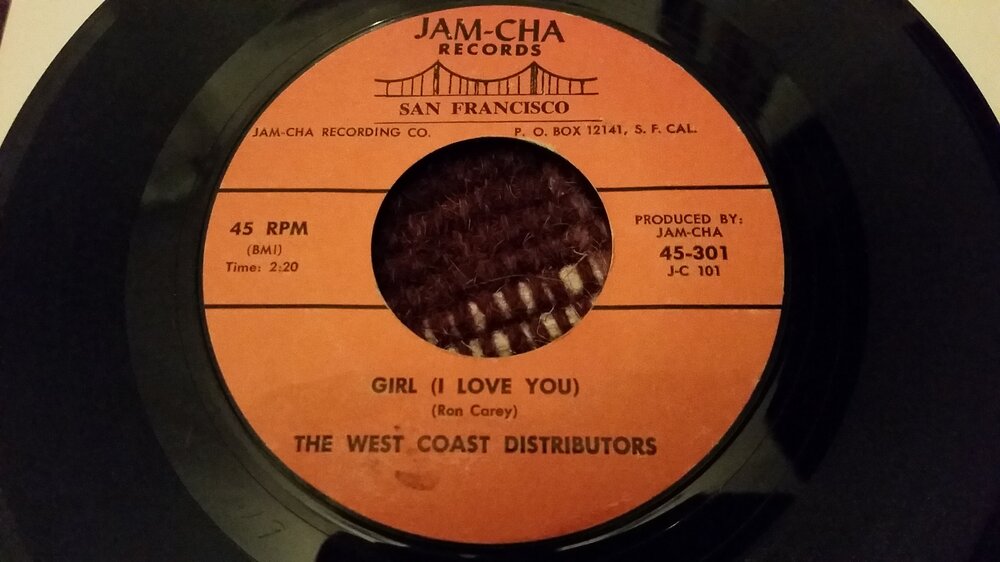 JAM-CHA
RECORDS
SAN FRANCISCO
JAM-CHA RECORDING CO. P. O. BOX 12141, S. F. CAL.
45 RPM
(BMI)
Time: 2:20
PRODUCED BY:
JAM-CHA
45-301
J-C 101
GIRL (I LOVE YOU)
(Ron Carey)
THE WEST COAST DISTRIBUTORS